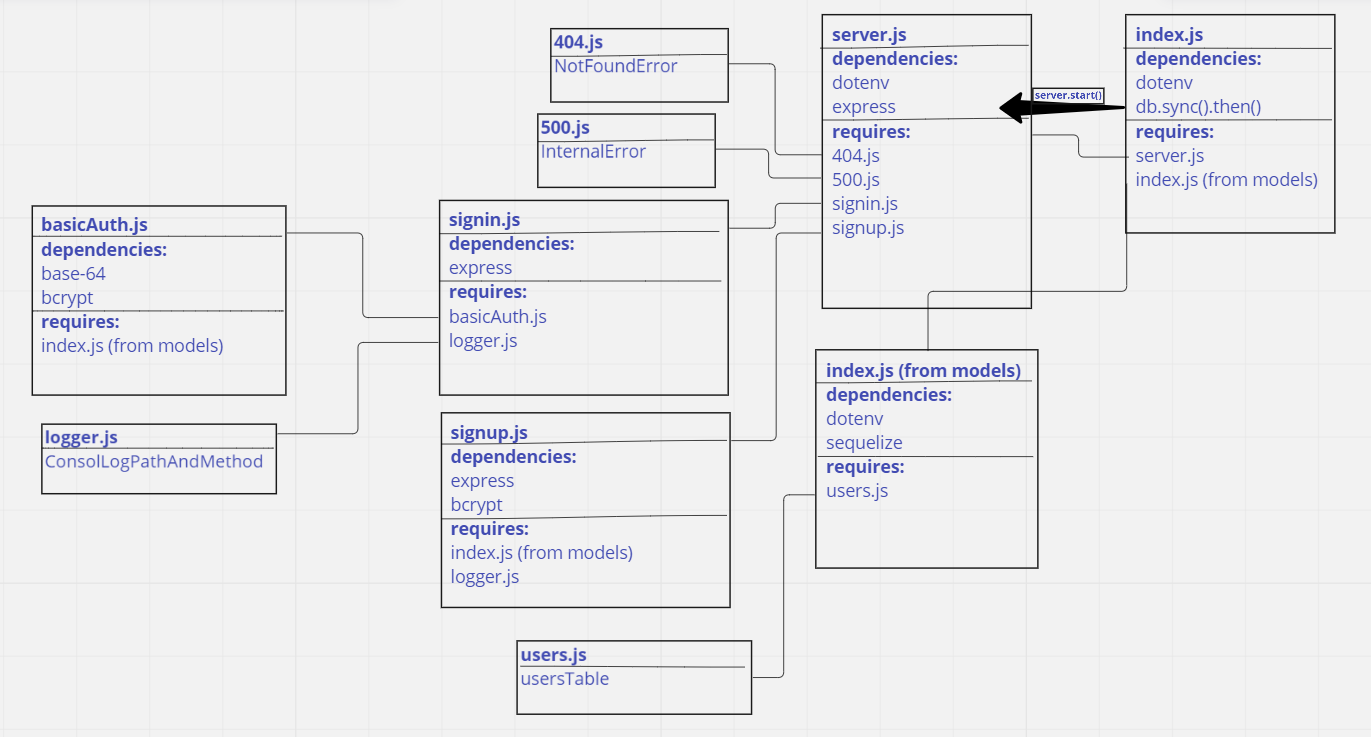 404.js
NotFoundError
500.js
InternalError
server.js
dependencies:
dotenv
express
requires:
404.js
500.js
signin.js
signup.js
server.start()
index.js
dependencies:
dotenv
db.sync().then()
requires:
server.js
index.js (from models)
basicAuth.js
dependencies:
base-64
bcrypt
requires:
index.js (from models)
signin.js
dependencies:
express
requires:
basicAuth.js
logger.js
logger.js
ConsolLogPathAndMethod
signup.js
dependencies:
express
bcrypt
requires:
index.js (from models)
logger.js
index.js (from models)
dependencies:
dotenv
sequelize
requires:
users.js
users.js
usersTable